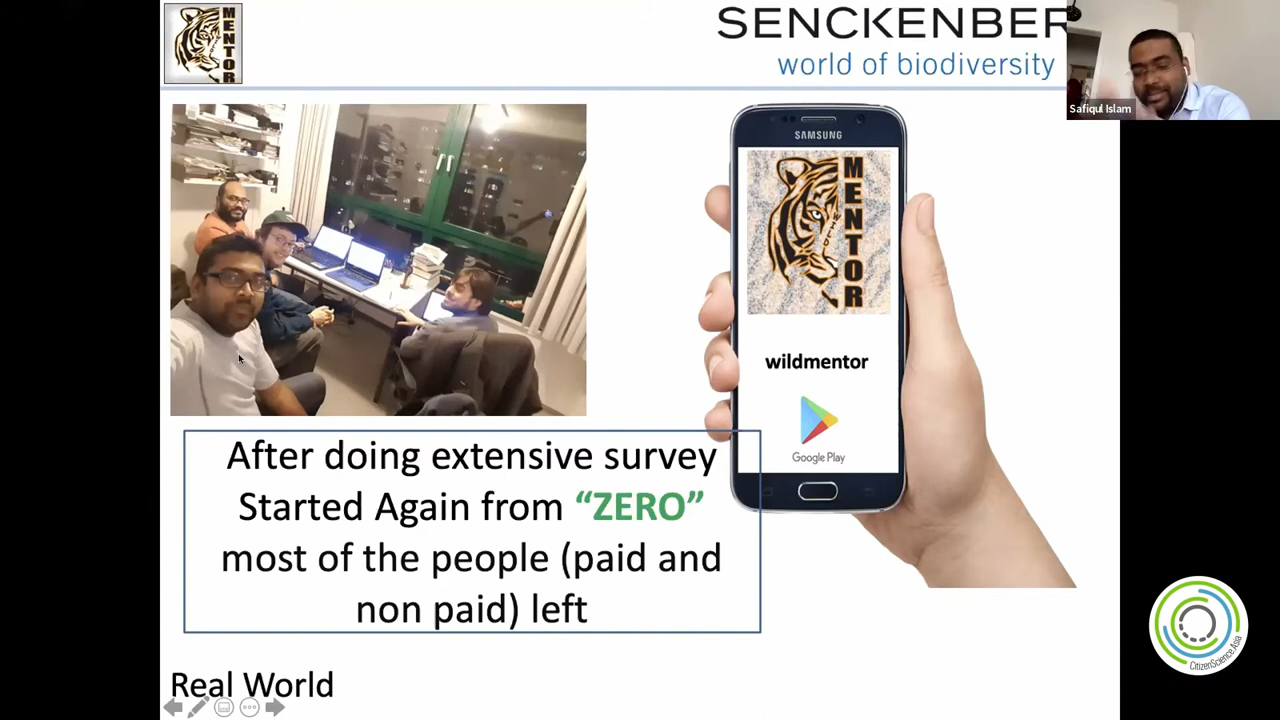 MENTOR
SENCKENBER
world of biodiversity
Safiqul Islam
SAMSUNG
MENTOR
WILD
wildmentor
Google Play
After doing extensive survey
Started Again from “ZERO”
most of the people (paid and
non paid) left
Real World
CitizenScience.Asia